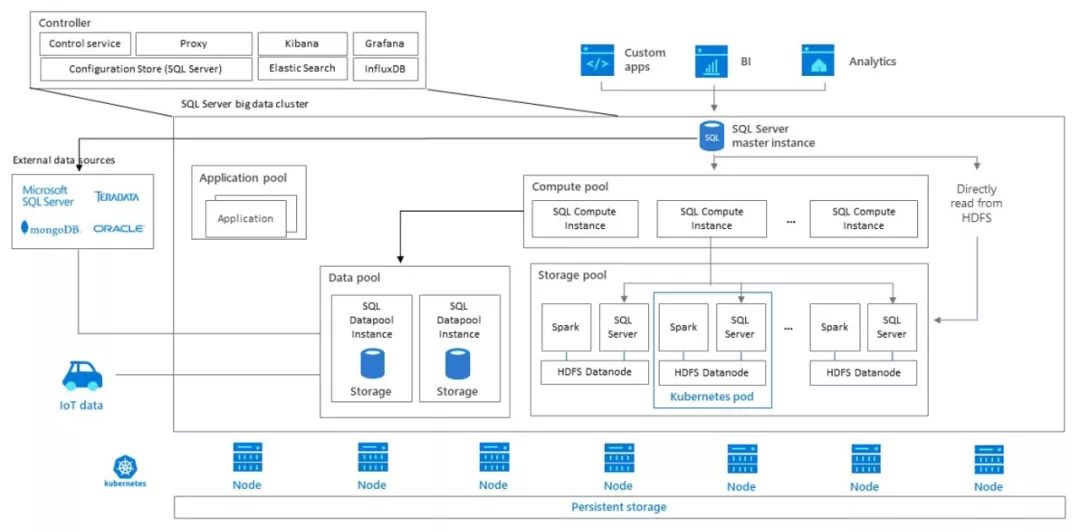 Controller
Control service
Proxy
Kibana
Grafana
Configuration Store (SQL Server)
Elastic Search
InfluxDB
Custom
apps
BI
Analytics
SQL Server big data cluster
SQL
SQL Server
master instance
External data sources
Microsoft
SQL Server
TERADATA
mongoDB.
ORACLE
Application pool
Application
Compute pool
SQL Compute
Instance
SQL Compute
Instance
...
SQL Compute
Instance
Directly
read from
HDFS
Data pool
SQL
Datapool
Instance
Storage
SQL
Datapool
Instance
Storage
Storage pool
Spark
SQL
Server
HDFS Datanode
Spark
SQL
Server
HDFS Datanode
Kubernetes pod
...
Spark
SQL
Server
HDFS Datanode
IoT data
kubernetes
Node
Node
Node
Node
Node
Node
Node
Persistent storage